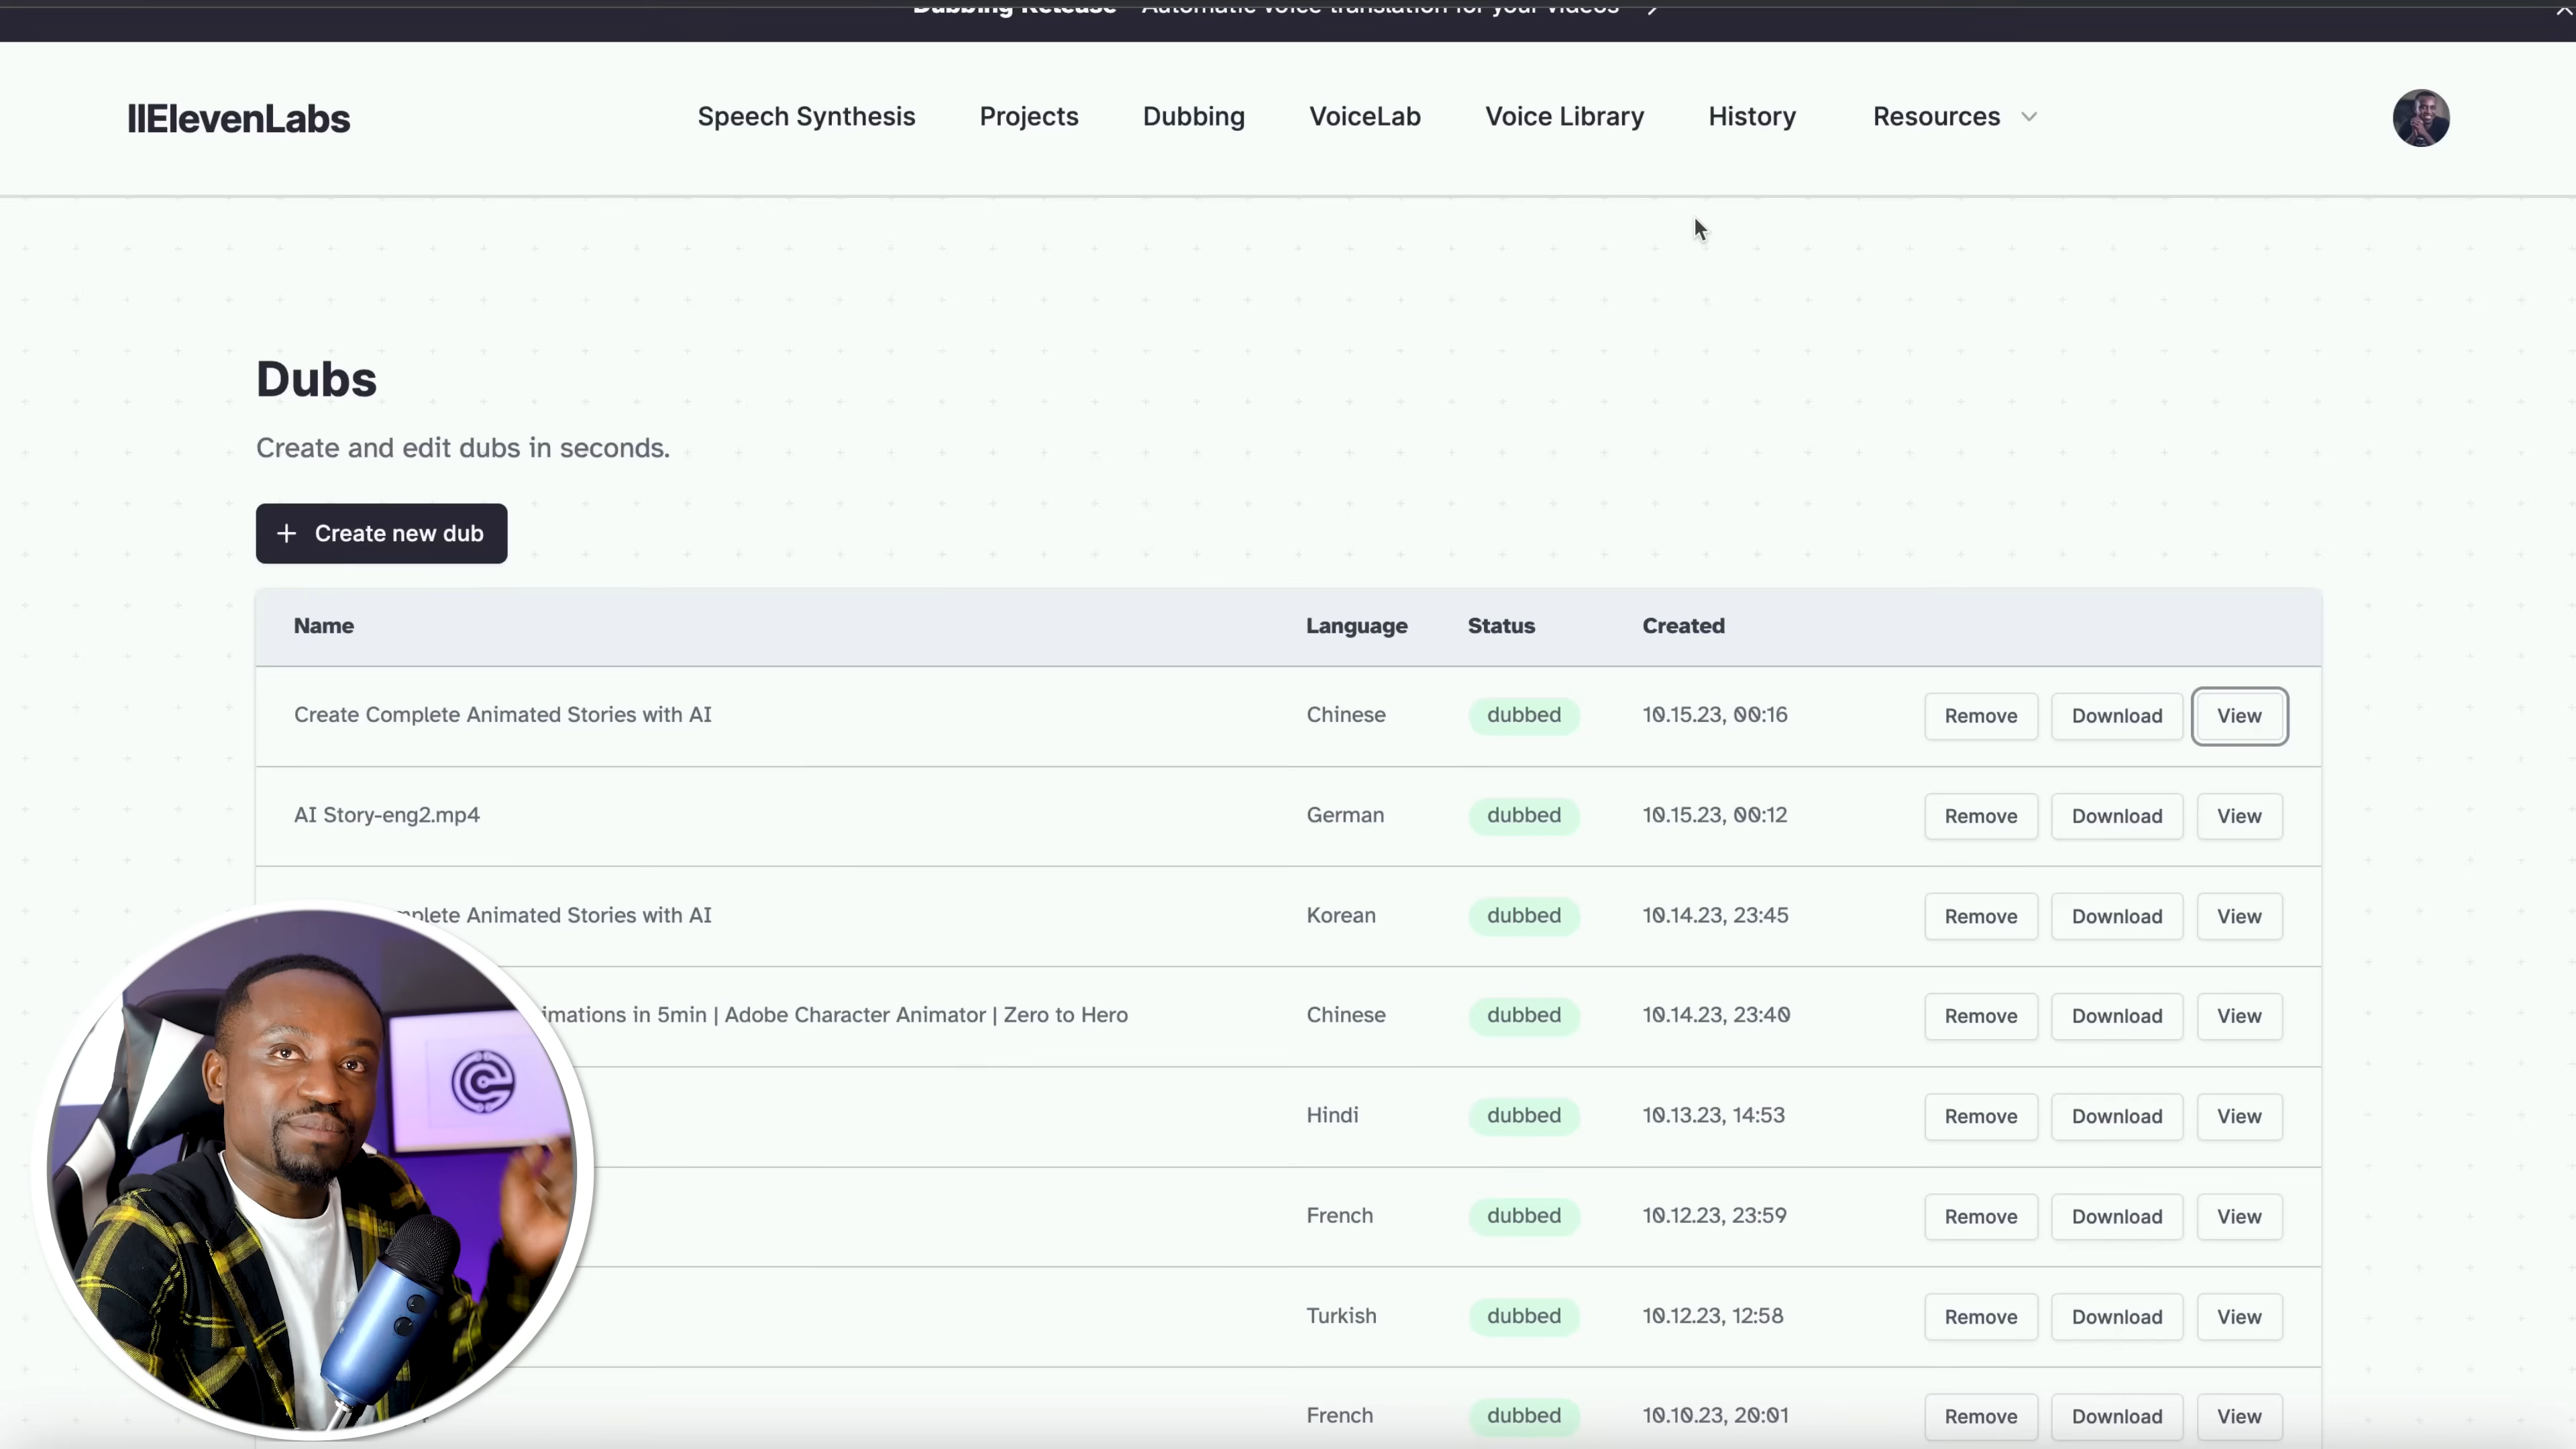 Dubbing Release Automatic voice translation for your videos
IIElevenLabs
Speech Synthesis Projects Dubbing VoiceLab Voice Library History Resources
Dubs
Create and edit dubs in seconds.
+ Create new dub
Name Language Status Created
Create Complete Animated Stories with AI Chinese dubbed 10.15.23, 00:16 Remove Download View
AI Story-eng2.mp4 German dubbed 10.15.23, 00:12 Remove Download View
mplete Animated Stories with AI Korean dubbed 10.14.23, 23:45 Remove Download View
imations in 5min | Adobe Character Animator | Zero to Hero Chinese dubbed 10.14.23, 23:40 Remove Download View
Hindi dubbed 10.13.23, 14:53 Remove Download View
French dubbed 10.12.23, 23:59 Remove Download View
Turkish dubbed 10.12.23, 12:58 Remove Download View
French dubbed 10.10.23, 20:01 Remove Download View